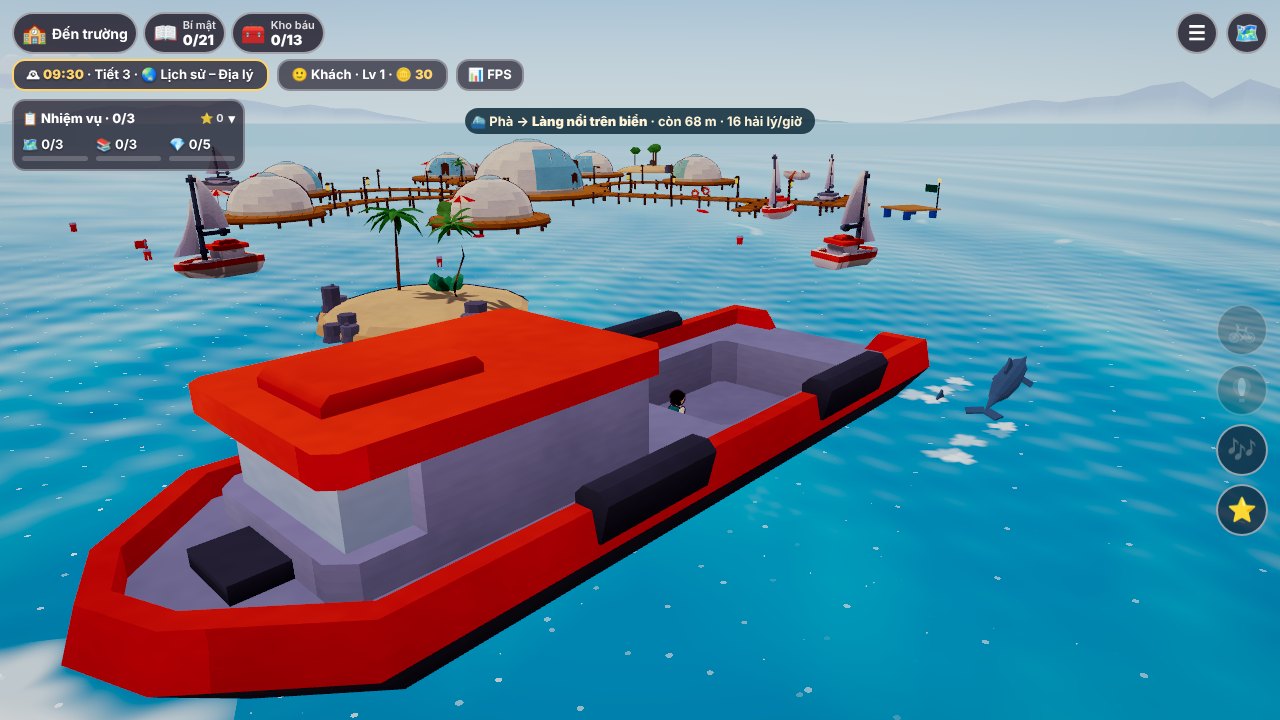 Đến trường
Bí mật
0/21
Kho báu
0/13
09:30 · Tiết 3 · Lịch sử – Địa lý
Khách · Lv 1 · 30
FPS
Nhiệm vụ · 0/3
0 ▾
0/3
0/3
0/5
Phà → Làng nổi trên biển · còn 68 m · 16 hải lý/giờ